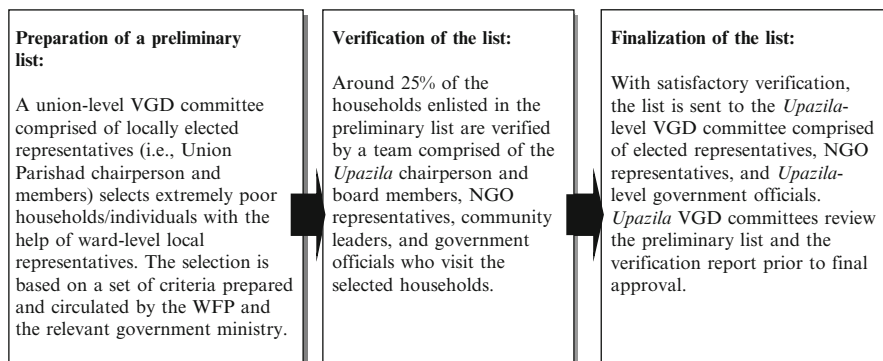 Preparation of a preliminary
list:
A union-level VGD committee
comprised of locally elected
representatives (i.e., Union
Parishad chairperson and
members) selects extremely poor
households/individuals with the
help of ward-level local
representatives. The selection is
based on a set of criteria prepared
and circulated by the WFP and
the relevant government ministry.
Verification of the list:
Around 25% of the
households enlisted in the
preliminary list are verified
by a team comprised of the
Upazila chairperson and
board members, NGO
representatives, community
leaders, and government
officials who visit the
selected households.
Finalization of the list:
With satisfactory verification,
the list is sent to the Upazila-
level VGD committee comprised
of elected representatives, NGO
representatives, and Upazila-
level government officials.
Upazila VGD committees review
the preliminary list and the
verification report prior to final
approval.